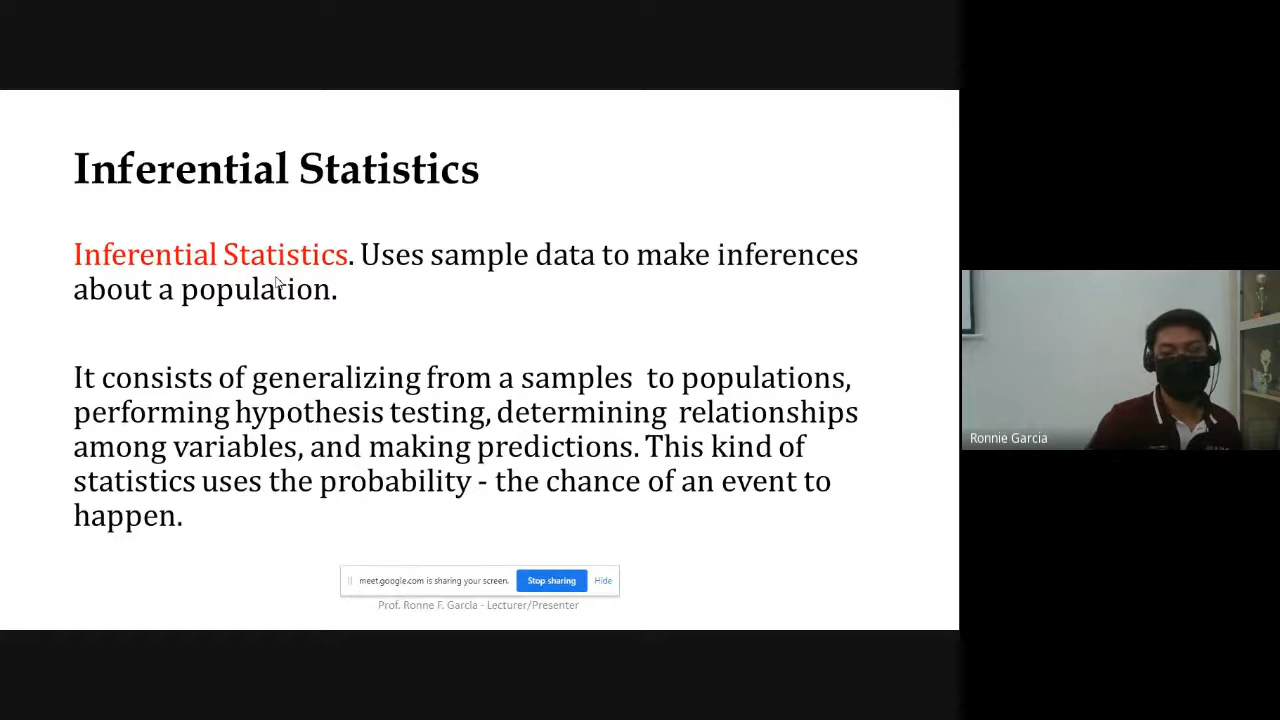 Inferential Statistics
Inferential Statistics. Uses sample data to make inferences
about a population.
It consists of generalizing from a samples to populations,
performing hypothesis testing, determining relationships
among variables, and making predictions. This kind of
statistics uses the probability - the chance of an event to
happen.
meet.google.com is sharing your screen. Stop sharing Hide
Prof. Ronne F. Garcia - Lecturer/Presenter
Ronnie Garcia